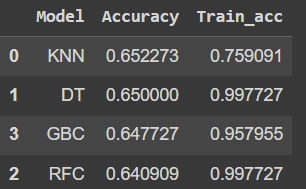 Model Accuracy Train_acc
0 KNN 0.652273 0.759091
1 DT 0.650000 0.997727
3 GBC 0.647727 0.957955
2 RFC 0.640909 0.997727